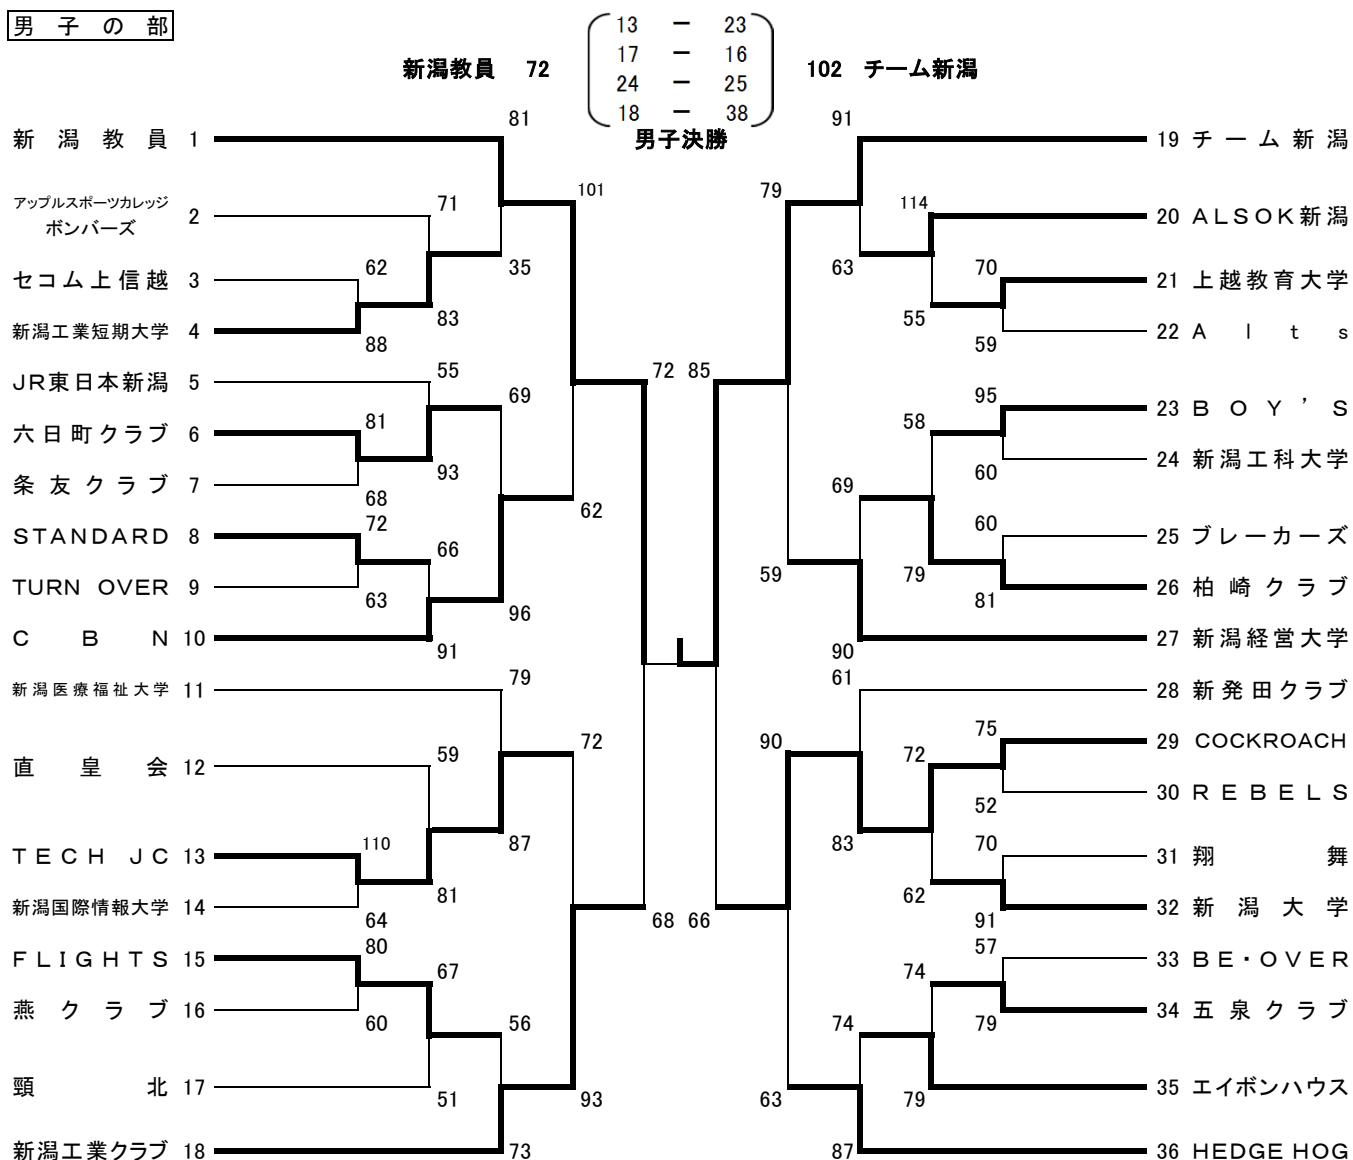 男子の部
13 ー 23
17 ー 16
24 ー 25
18 ー 38
新潟教員 72
102 チーム新潟
男子決勝
新潟教員 1
アップルスポーツカレッジ
ボンバーズ 2
セコム上信越 3
新潟工業短期大学 4
JR東日本新潟 5
六日町クラブ 6
条友クラブ 7
STANDARD 8
TURN OVER 9
CBN 10
新潟医療福祉大学 11
直皇会 12
TECH JC 13
新潟国際情報大学 14
FLIGHTS 15
燕クラブ 16
頸北 17
新潟工業クラブ 18
81
101
71
62
35
83
88
55
69
81
93
68
72
62
66
63
96
91
79
72
59
110
87
81
64
80
67
60
56
51
93
73
72 85
68 66
91
79
114
63
70
55
59
95
58
60
69
60
59
79
81
90
61
90
75
72
52
83
70
62
91
57
74
74
79
63
79
87
19 チーム新潟
20 ALSOK新潟
21 上越教育大学
22 Alts
23 BOY'S
24 新潟工科大学
25 ブレーカーズ
26 柏崎クラブ
27 新潟経営大学
28 新発田クラブ
29 COCKROACH
30 REBELS
31 翔舞
32 新潟大学
33 BE・OVER
34 五泉クラブ
35 エイボンハウス
36 HEDGE HOG